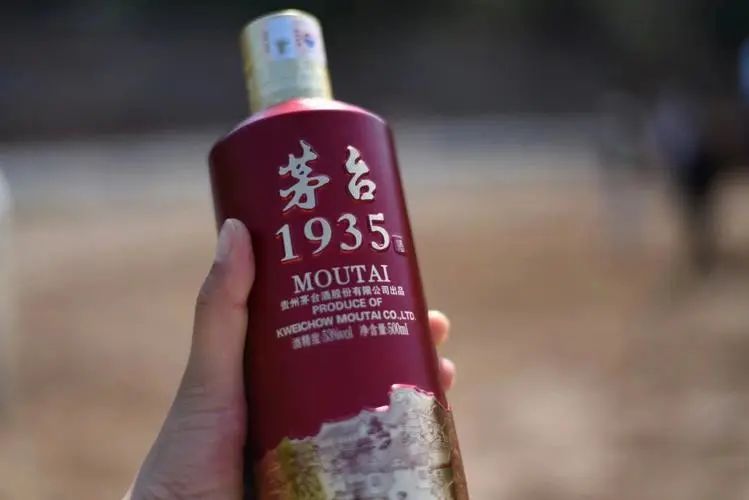 茅台
1935
MOUTAI
贵州茅台酒股份有限公司出品
PRODUCE OF
KWEICHOW MOUTAI CO.,LTD.
酒精度:53%vol 净含量:500ml